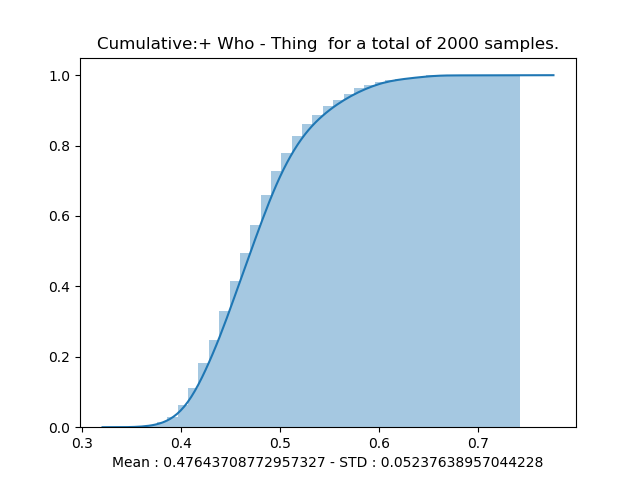 Cumulative:+ Who - Thing  for a total of 2000 samples.
1.0
0.8
0.6
0.4
0.2
0.0
0.3 0.4 0.5 0.6 0.7
Mean : 0.47643708772957327 - STD : 0.05237638957044228